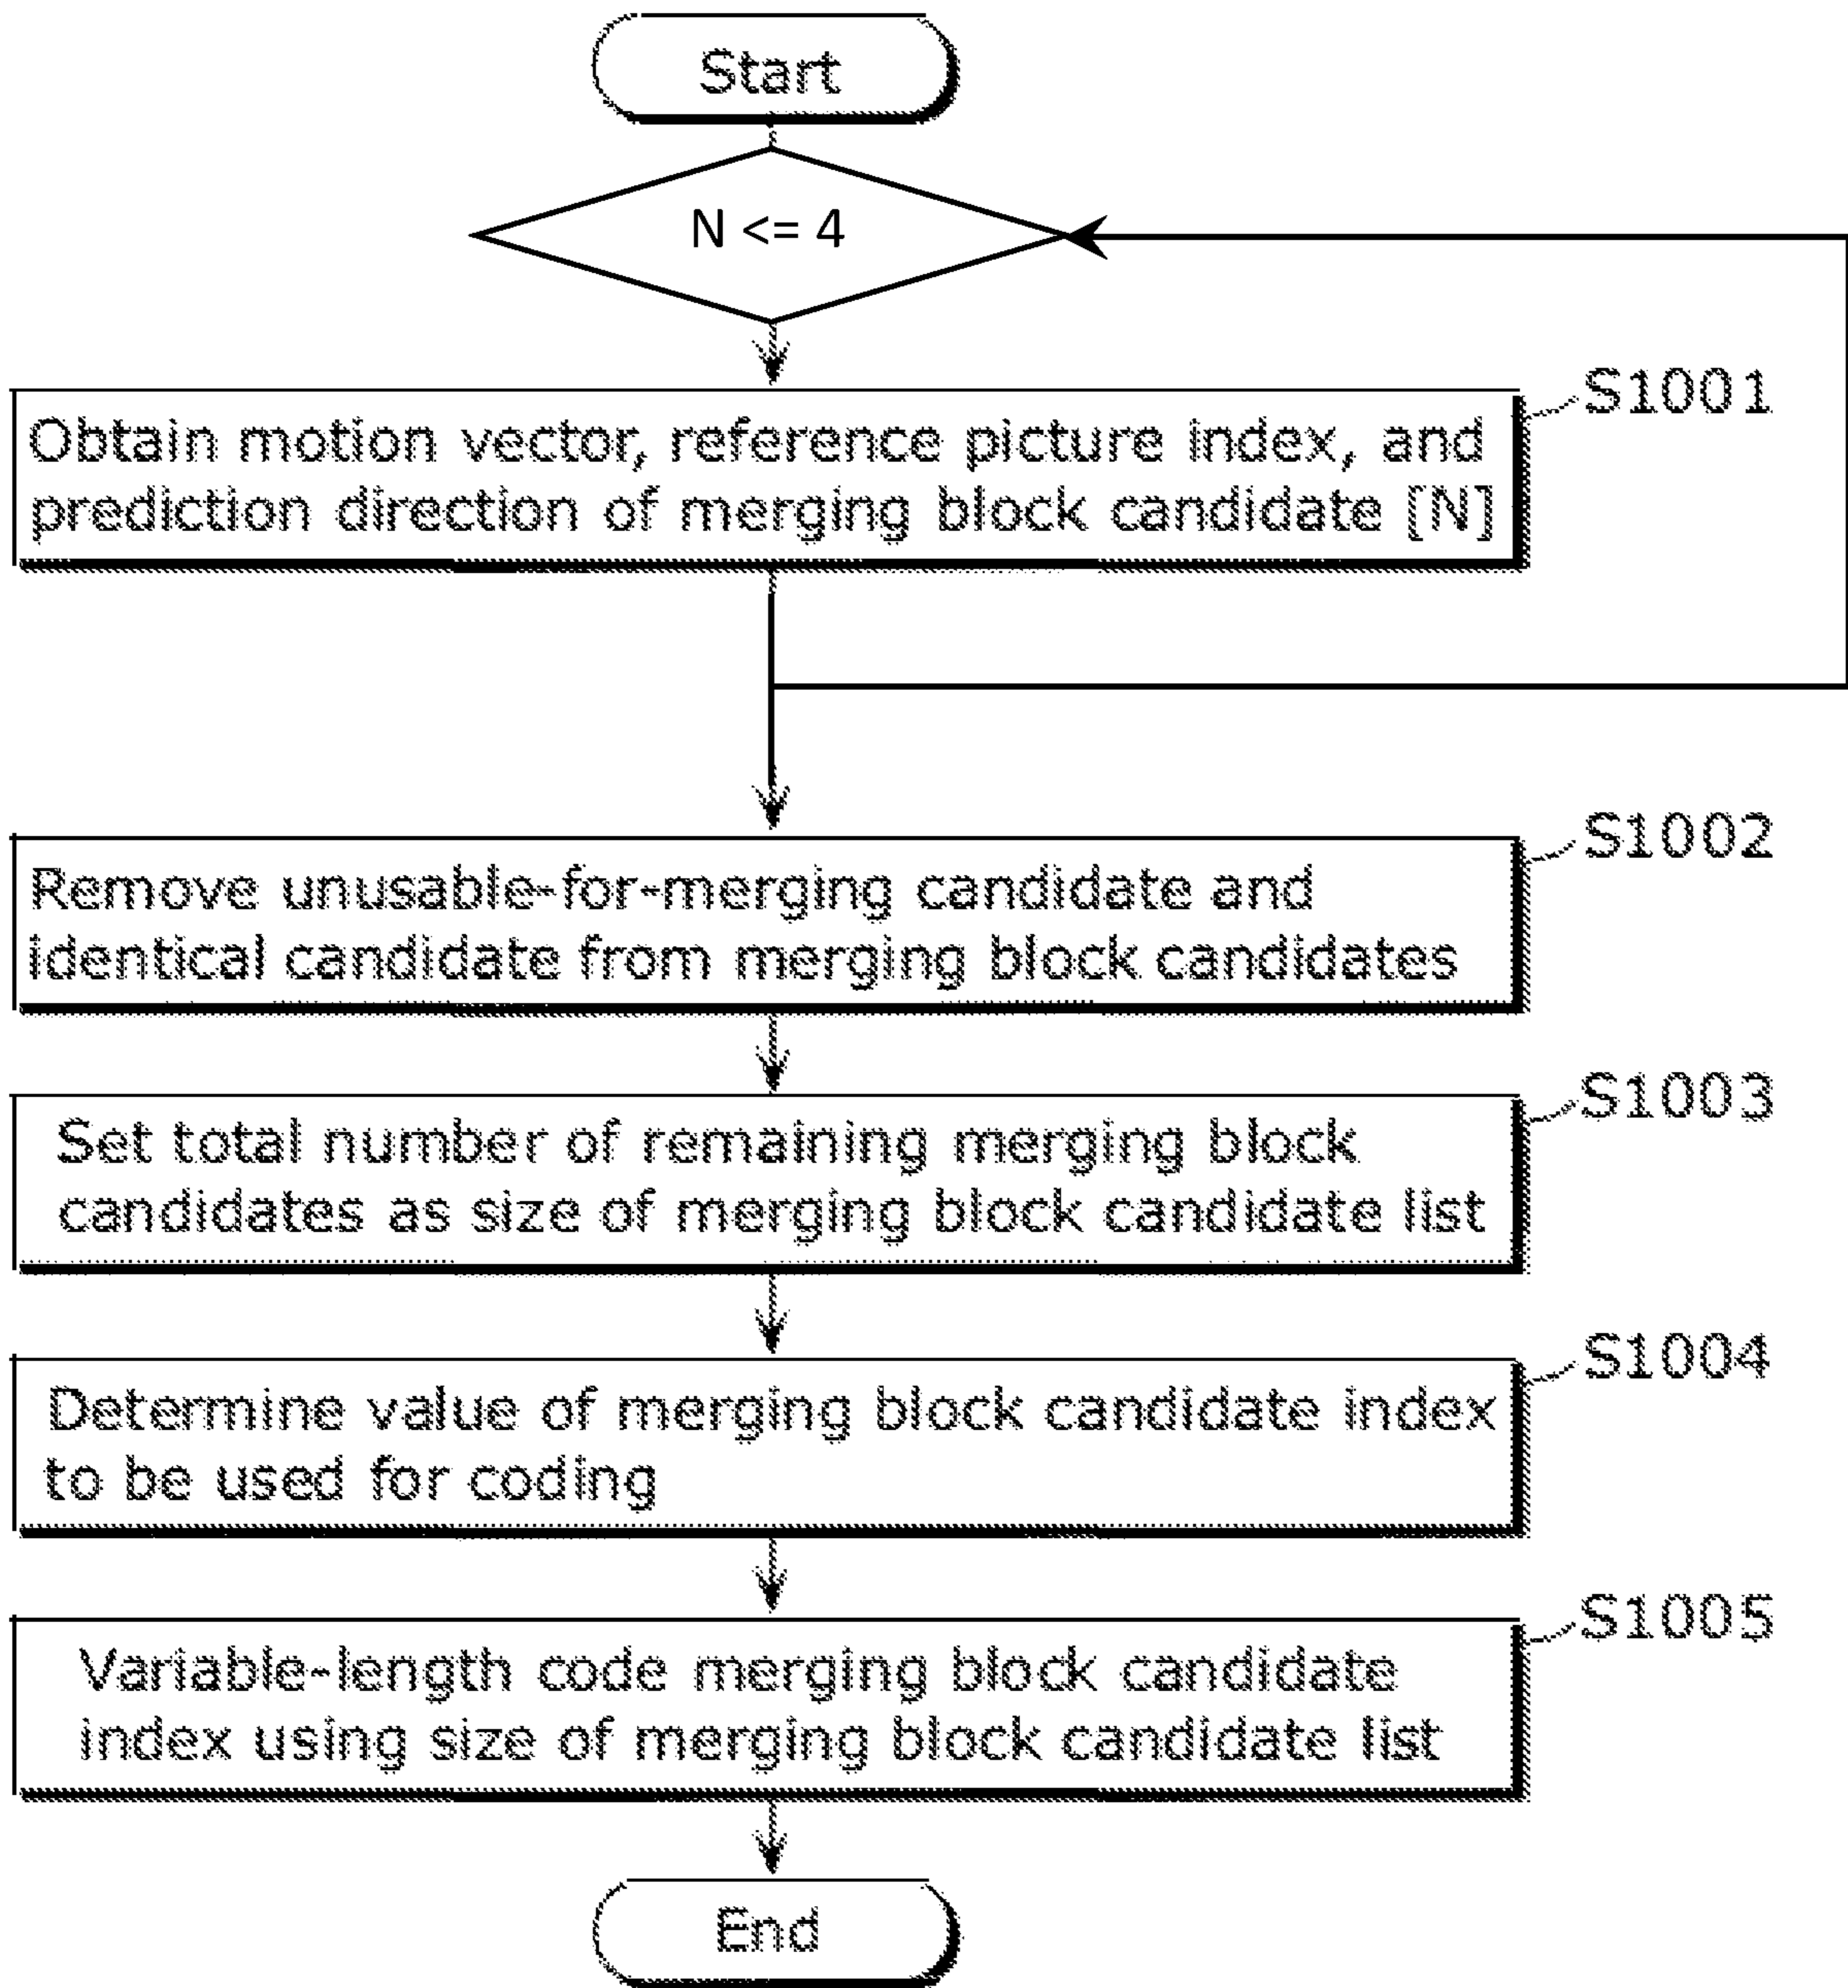 Start
N <= 4
S1001
Obtain motion vector, reference picture index, and
prediction direction of merging block candidate [N]
S1002
Remove unusable-for-merging candidate and
identical candidate from merging block candidates
S1003
Set total number of remaining merging block
candidates as size of merging block candidate list
S1004
Determine value of merging block candidate index
to be used for coding
S1005
Variable-length code merging block candidate
index using size of merging block candidate list
End